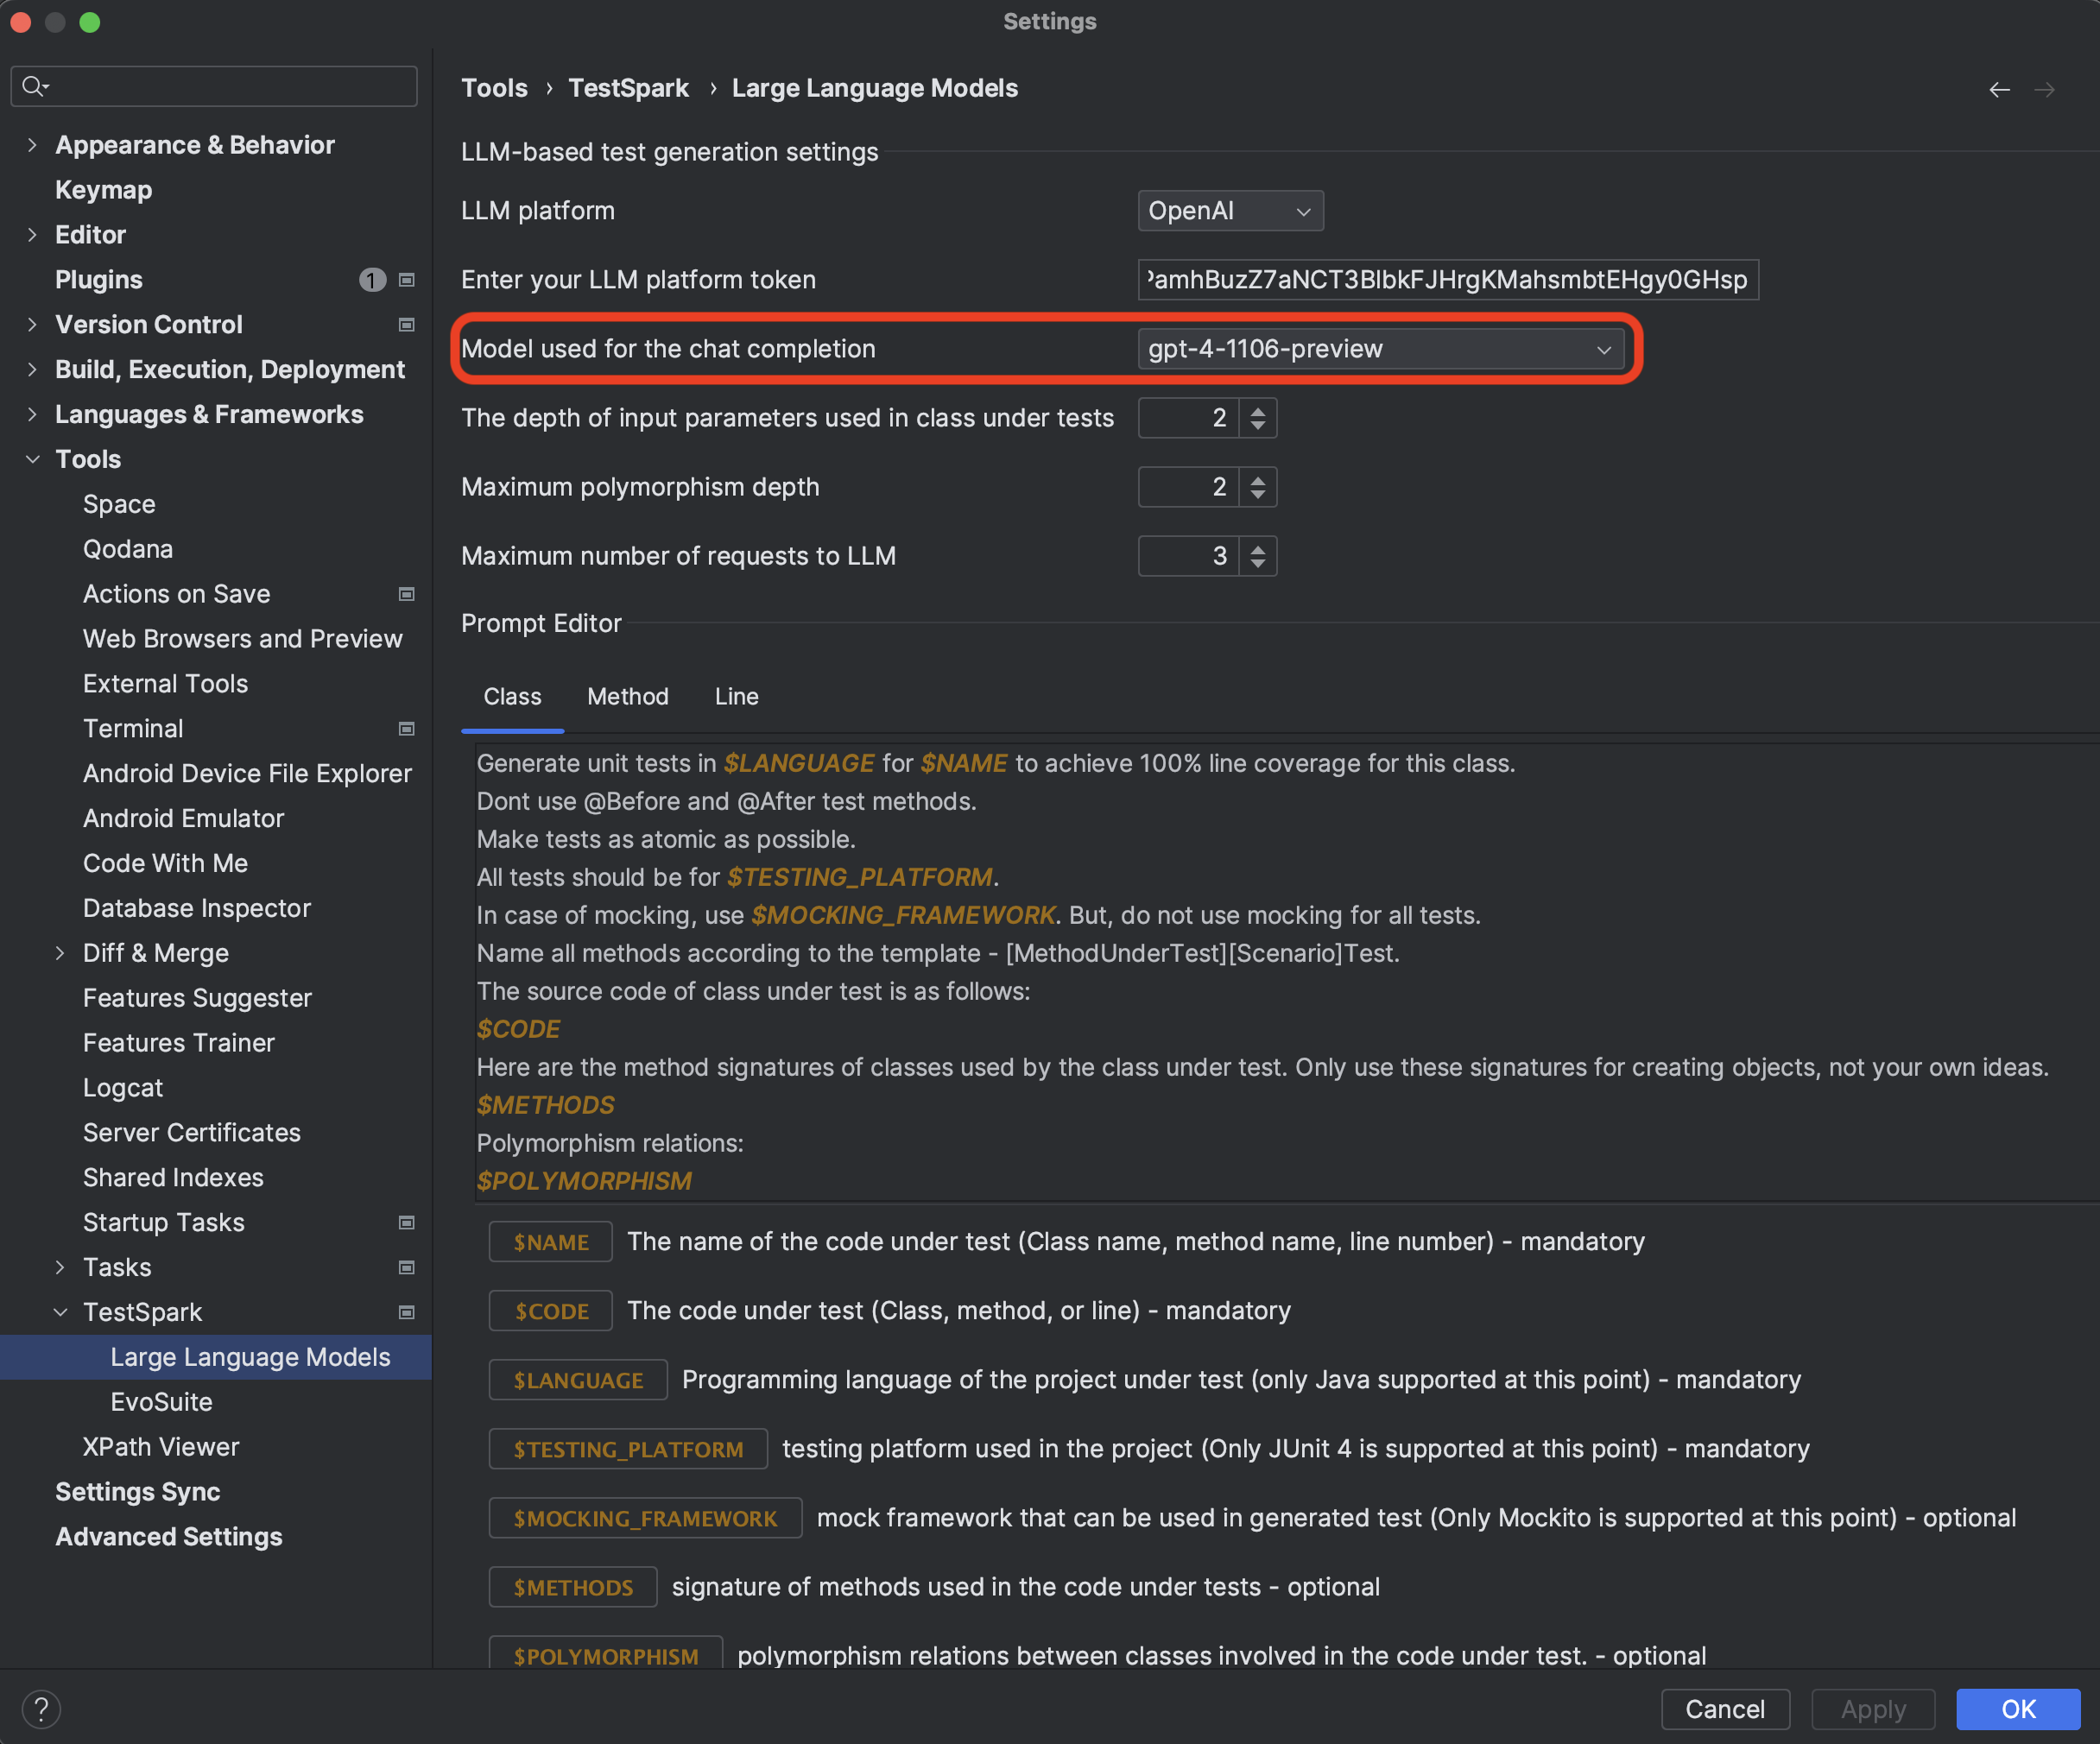 Settings
Appearance & Behavior
Keymap
Editor
Plugins 1
Version Control
Build, Execution, Deployment
Languages & Frameworks
Tools
Space
Qodana
Actions on Save
Web Browsers and Preview
External Tools
Terminal
Android Device File Explorer
Android Emulator
Code With Me
Database Inspector
Diff & Merge
Features Suggester
Features Trainer
Logcat
Server Certificates
Shared Indexes
Startup Tasks
Tasks
TestSpark
Large Language Models
EvoSuite
XPath Viewer
Settings Sync
Advanced Settings
Tools › TestSpark › Large Language Models
LLM-based test generation settings
LLM platform OpenAI
Enter your LLM platform token
Model used for the chat completion gpt-4-1106-preview
The depth of input parameters used in class under tests 2
Maximum polymorphism depth 2
Maximum number of requests to LLM 3
Prompt Editor
Class Method Line
Generate unit tests in $LANGUAGE for $NAME to achieve 100% line coverage for this class.
Dont use @Before and @After test methods.
Make tests as atomic as possible.
All tests should be for $TESTING_PLATFORM.
In case of mocking, use $MOCKING_FRAMEWORK. But, do not use mocking for all tests.
Name all methods according to the template - [MethodUnderTest][Scenario]Test.
The source code of class under test is as follows:
$CODE
Here are the method signatures of classes used by the class under test. Only use these signatures for creating objects, not your own ideas.
$METHODS
Polymorphism relations:
$POLYMORPHISM
$NAME The name of the code under test (Class name, method name, line number) - mandatory
$CODE The code under test (Class, method, or line) - mandatory
$LANGUAGE Programming language of the project under test (only Java supported at this point) - mandatory
$TESTING_PLATFORM testing platform used in the project (Only JUnit 4 is supported at this point) - mandatory
$MOCKING_FRAMEWORK mock framework that can be used in generated test (Only Mockito is supported at this point) - optional
$METHODS signature of methods used in the code under tests - optional
$POLYMORPHISM polymorphism relations between classes involved in the code under test. - optional
? Cancel Apply OK